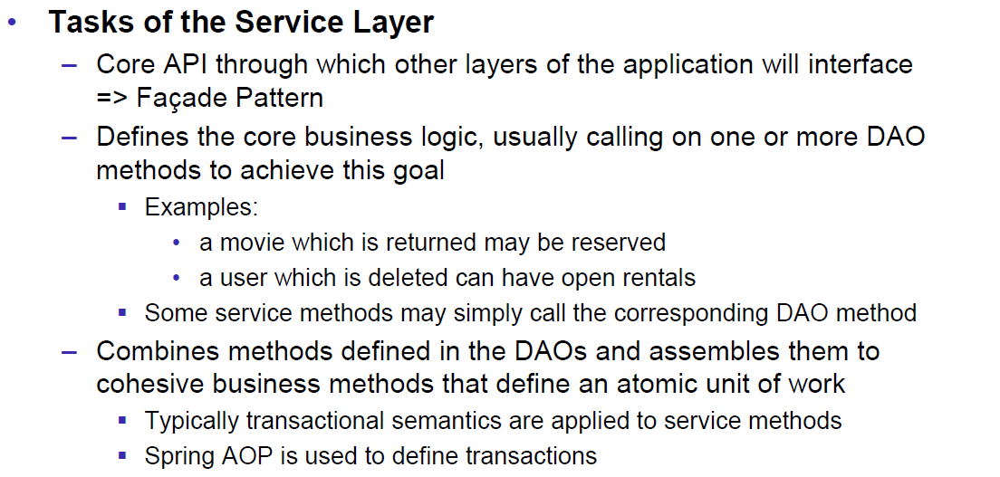 • Tasks of the Service Layer
– Core API through which other layers of the application will interface
=> Façade Pattern
– Defines the core business logic, usually calling on one or more DAO
methods to achieve this goal
▪ Examples:
• a movie which is returned may be reserved
• a user which is deleted can have open rentals
▪ Some service methods may simply call the corresponding DAO method
– Combines methods defined in the DAOs and assembles them to
cohesive business methods that define an atomic unit of work
▪ Typically transactional semantics are applied to service methods
▪ Spring AOP is used to define transactions